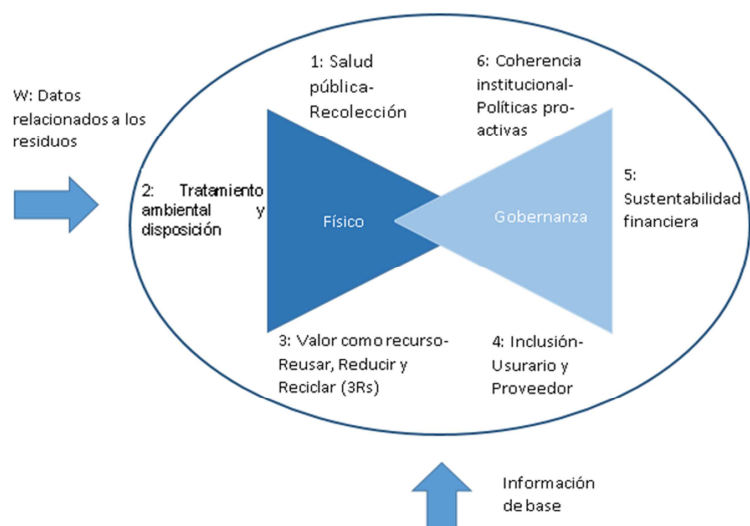 W: Datos
relacionados a los
residuos
1: Salud
pública-
Recolección
6: Coherencia
institucional-
Políticas pro-
activas
2: Tratamiento
ambiental y
disposición
Físico
Gobernanza
5:
Sustentabilidad
financiera
3: Valor como recurso-
Reusar, Reducir y
Reciclar (3Rs)
4: Inclusión-
Usurario y
Proveedor
Información
de base